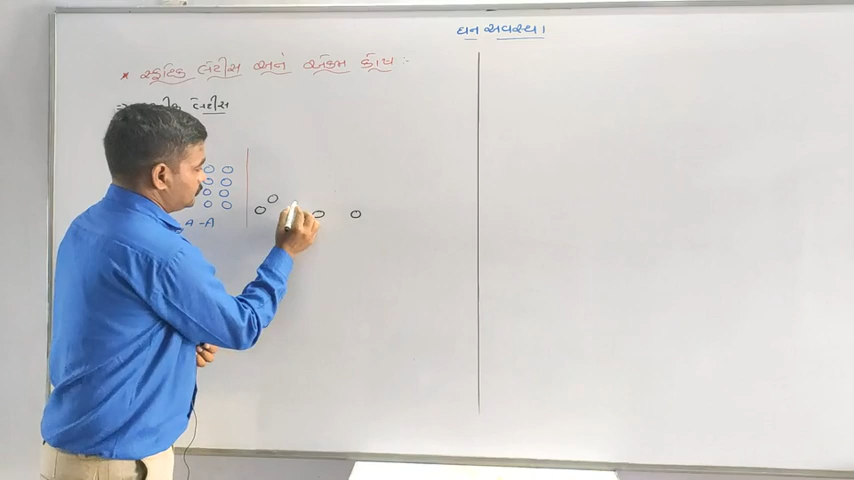 ઘન અવસ્થા
* સ્ફટિક લેટીસ અને એકમ કોષ :-
લેટીસ
A - A